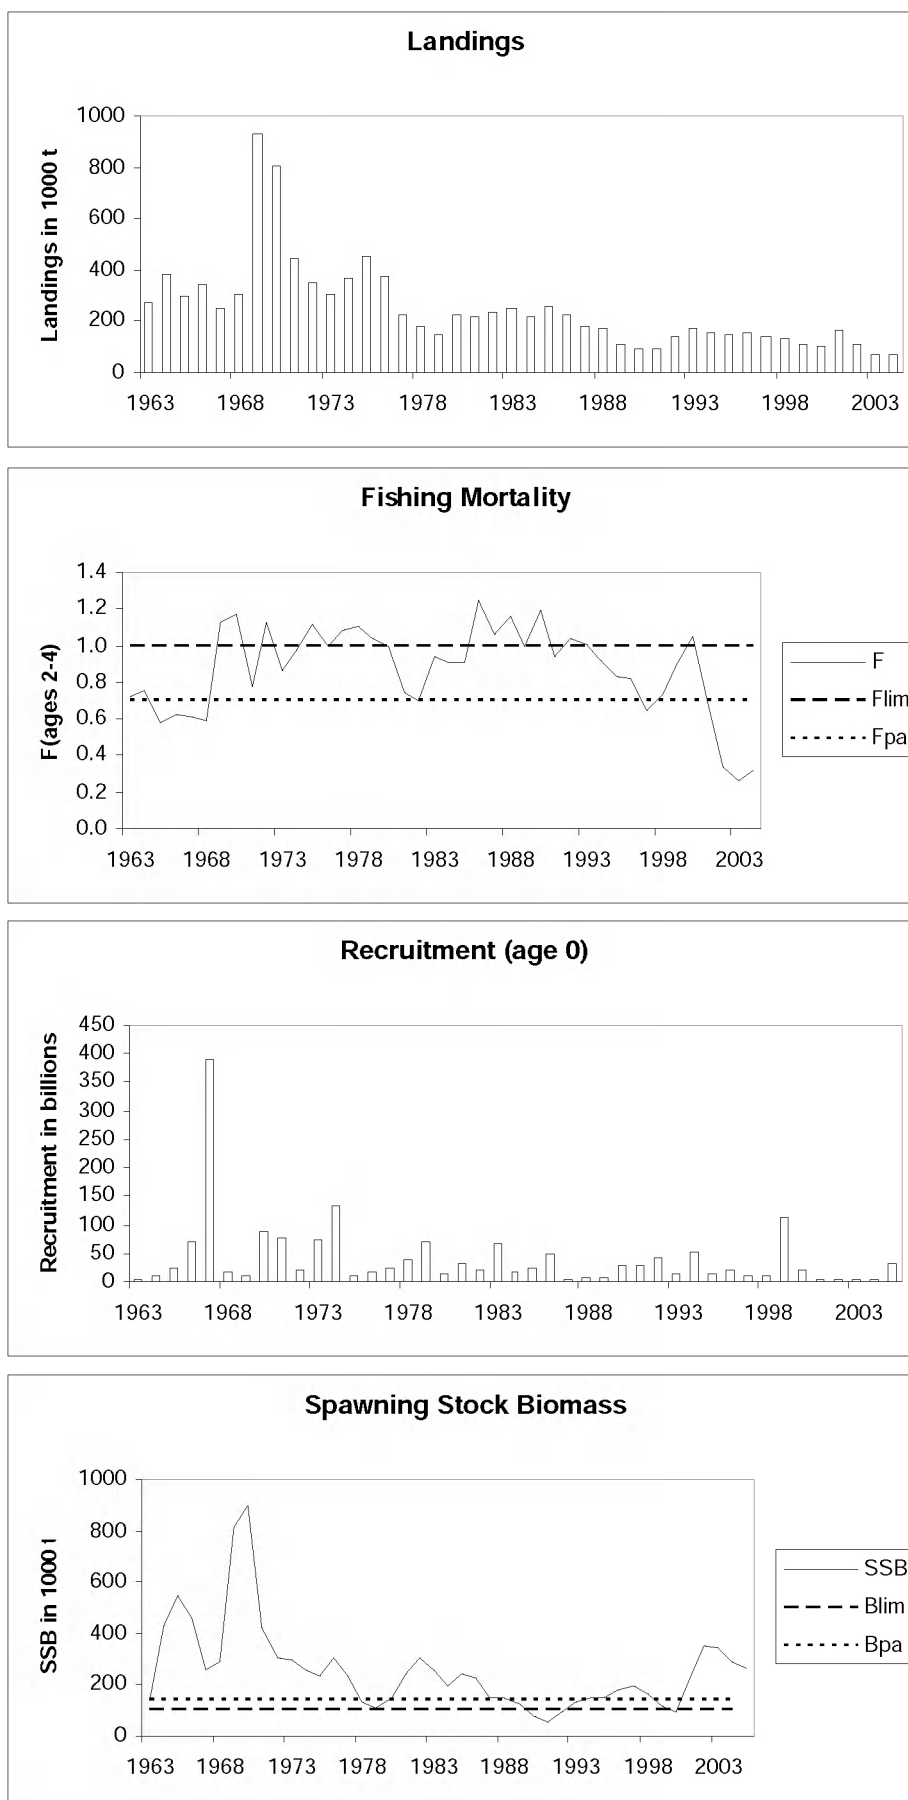 Landings
Landings in 1000 t
1000
800
600
400
200
0
1963 1968 1973 1978 1983 1988 1993 1998 2003
Fishing Mortality
F(ages 2-4)
1.4
1.2
1.0
0.8
0.6
0.4
0.2
0.0
1963 1968 1973 1978 1983 1988 1993 1998 2003
F
Flim
Fpa
Recruitment (age 0)
Recruitment in billions
450
400
350
300
250
200
150
100
50
0
1963 1968 1973 1978 1983 1988 1993 1998 2003
Spawning Stock Biomass
SSB in 1000 t
1000
800
600
400
200
0
1963 1968 1973 1978 1983 1988 1993 1998 2003
SSB
Blim
Bpa